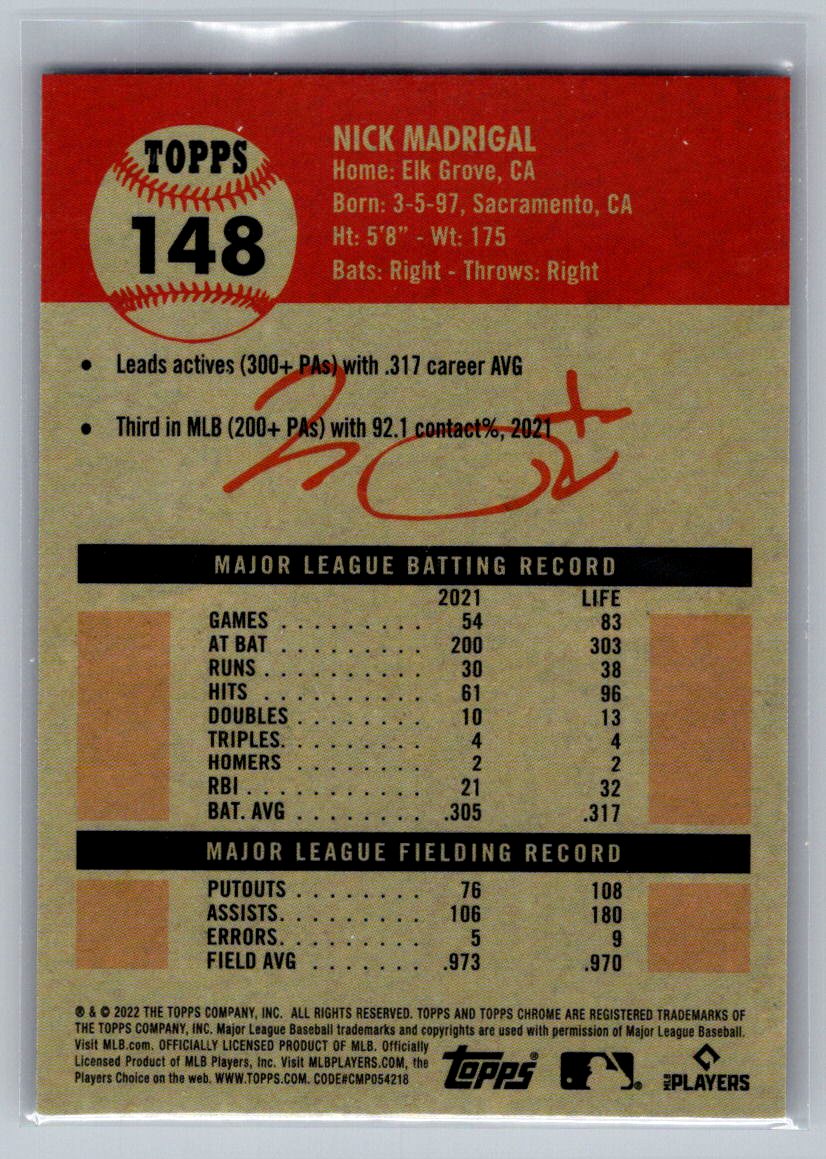 TOPPS
148
NICK MADRIGAL
Home: Elk Grove, CA
Born: 3-5-97, Sacramento, CA
Ht: 5'8" - Wt: 175
Bats: Right - Throws: Right
• Leads actives (300+ PAs) with .317 career AVG
• Third in MLB (200+ PAs) with 92.1 contact%, 2021
MAJOR LEAGUE BATTING RECORD
2021 LIFE
GAMES . . . . . . . . . 54 83
AT BAT . . . . . . . . . 200 303
RUNS . . . . . . . . . . 30 38
HITS . . . . . . . . . . 61 96
DOUBLES . . . . . . . . 10 13
TRIPLES. . . . . . . . . 4 4
HOMERS . . . . . . . . 2 2
RBI . . . . . . . . . . . 21 32
BAT. AVG . . . . . . . . .305 .317
MAJOR LEAGUE FIELDING RECORD
PUTOUTS . . . . . . . . 76 108
ASSISTS. . . . . . . . . 106 180
ERRORS. . . . . . . . . 5 9
FIELD AVG . . . . . . . .973 .970
® & © 2022 THE TOPPS COMPANY, INC. ALL RIGHTS RESERVED. TOPPS AND TOPPS CHROME ARE REGISTERED TRADEMARKS OF
THE TOPPS COMPANY, INC. Major League Baseball trademarks and copyrights are used with permission of Major League Baseball.
Visit MLB.com. OFFICIALLY LICENSED PRODUCT OF MLB. Officially
Licensed Product of MLB Players, Inc. Visit MLBPLAYERS.COM, the
Players Choice on the web. WWW.TOPPS.COM. CODE#CMP054218
Topps® ® MLB PLAYERS